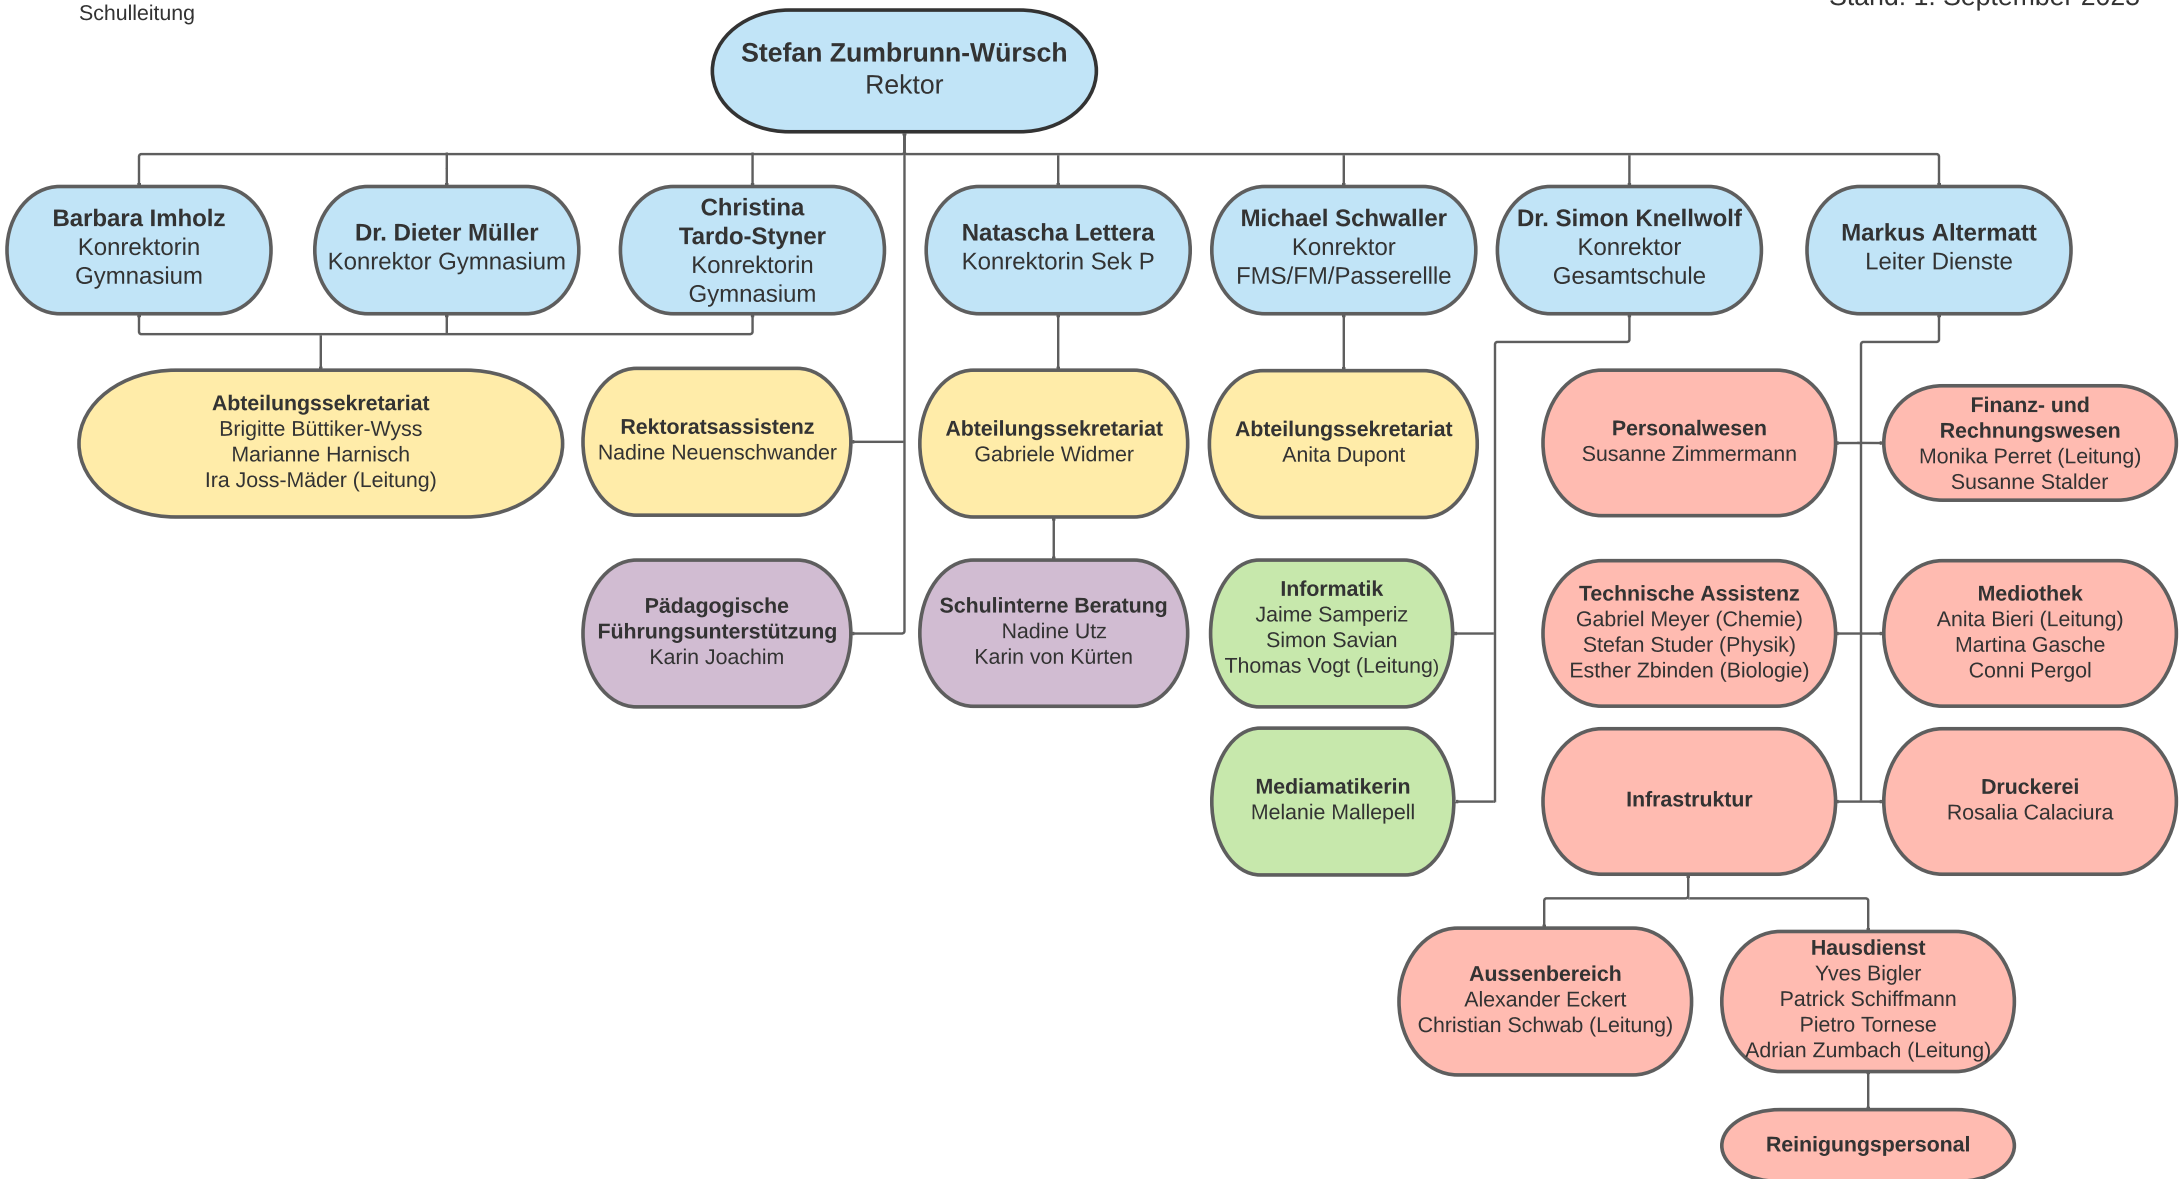 Schulleitung
Stand: 1. September 2023
Stefan Zumbrunn-Würsch
Rektor
Barbara Imholz
Konrektorin
Gymnasium
Dr. Dieter Müller
Konrektor Gymnasium
Christina
Tardo-Styner
Konrektorin
Gymnasium
Natascha Lettera
Konrektorin Sek P
Michael Schwaller
Konrektor
FMS/FM/Passerellle
Dr. Simon Knellwolf
Konrektor
Gesamtschule
Markus Altermatt
Leiter Dienste
Abteilungssekretariat
Brigitte Büttiker-Wyss
Marianne Harnisch
Ira Joss-Mäder (Leitung)
Rektoratsassistenz
Nadine Neuenschwander
Abteilungssekretariat
Gabriele Widmer
Abteilungssekretariat
Anita Dupont
Personalwesen
Susanne Zimmermann
Finanz- und
Rechnungswesen
Monika Perret (Leitung)
Susanne Stalder
Pädagogische
Führungsunterstützung
Karin Joachim
Schulinterne Beratung
Nadine Utz
Karin von Kürten
Informatik
Jaime Samperiz
Simon Savian
Thomas Vogt (Leitung)
Technische Assistenz
Gabriel Meyer (Chemie)
Stefan Studer (Physik)
Esther Zbinden (Biologie)
Mediothek
Anita Bieri (Leitung)
Martina Gasche
Conni Pergol
Mediamatikerin
Melanie Mallepell
Infrastruktur
Druckerei
Rosalia Calaciura
Aussenbereich
Alexander Eckert
Christian Schwab (Leitung)
Hausdienst
Yves Bigler
Patrick Schiffmann
Pietro Tornese
Adrian Zumbach (Leitung)
Reinigungspersonal